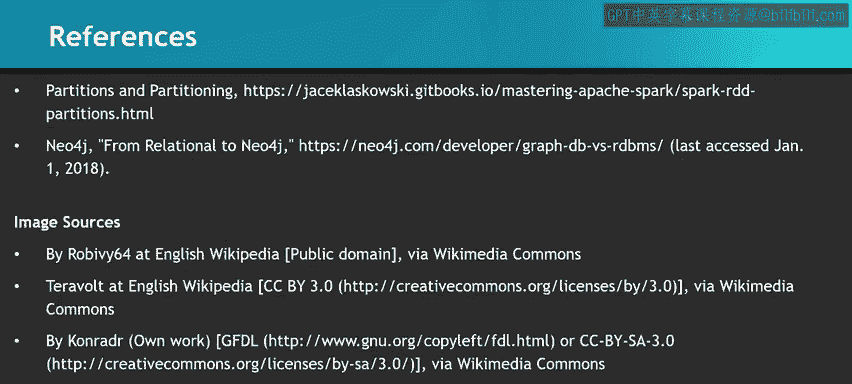 GPT中英字幕课程资源@bilibili.com
References
• Partitions and Partitioning, https://jaceklaskowski.gitbooks.io/mastering-apache-spark/spark-rdd-
partitions.html
• Neo4j, "From Relational to Neo4j," https://neo4j.com/developer/graph-db-vs-rdbms/ (last accessed Jan.
1, 2018).
Image Sources
• By Robivy64 at English Wikipedia [Public domain], via Wikimedia Commons
• Teravolt at English Wikipedia [CC BY 3.0 (http://creativecommons.org/licenses/by/3.0)], via Wikimedia
Commons
• By Konradr (Own work) [GFDL (http://www.gnu.org/copyleft/fdl.html) or CC-BY-SA-3.0
(http://creativecommons.org/licenses/by-sa/3.0/)], via Wikimedia Commons